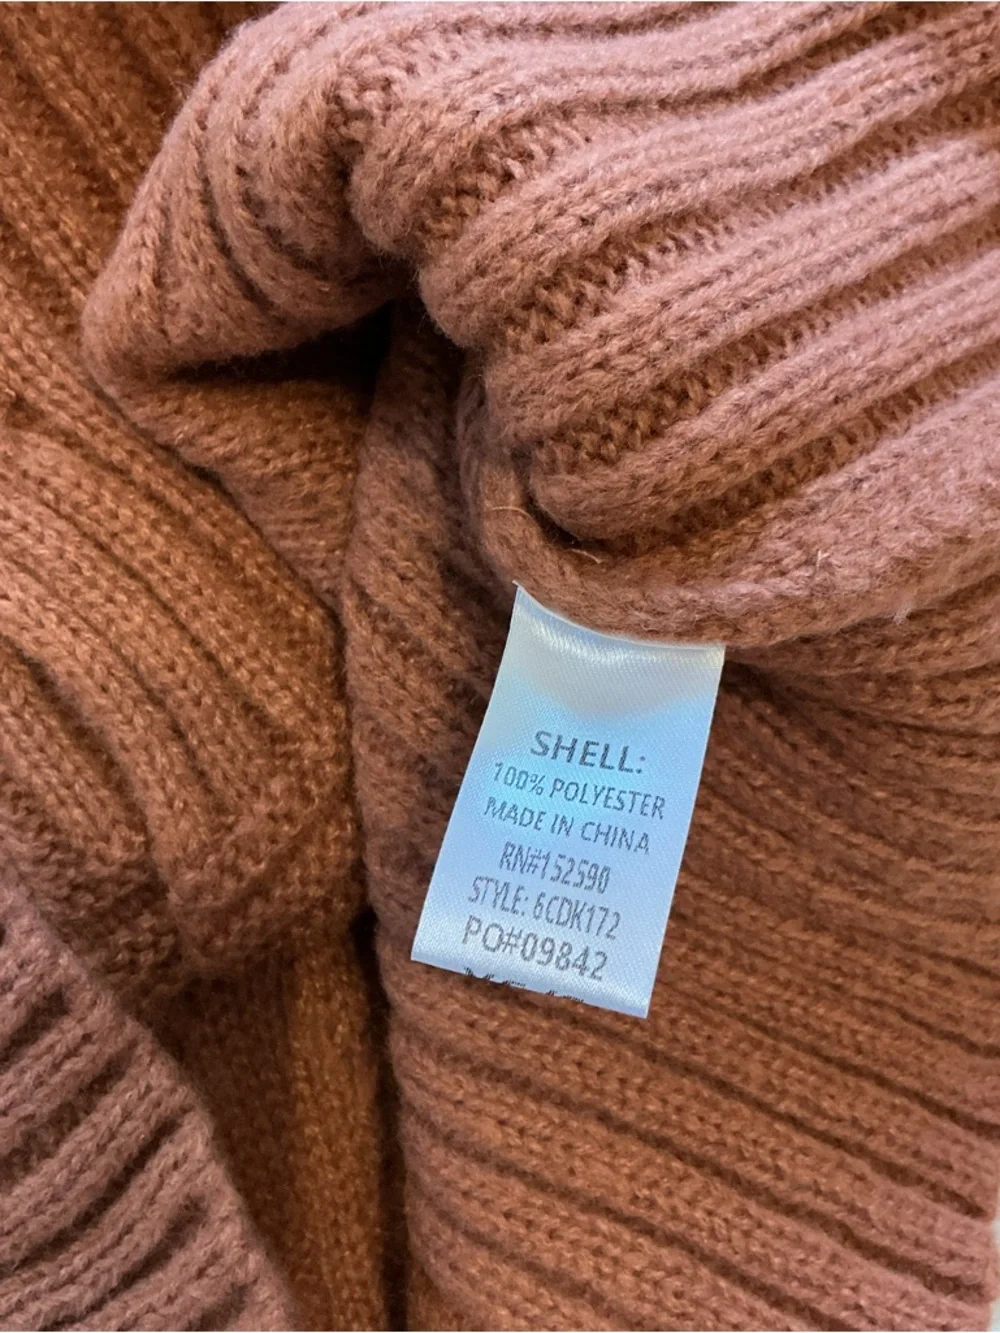 SHELL:
100% POLYESTER
MADE IN CHINA
RN#152590
STYLE: 6CDK172
PO#09842